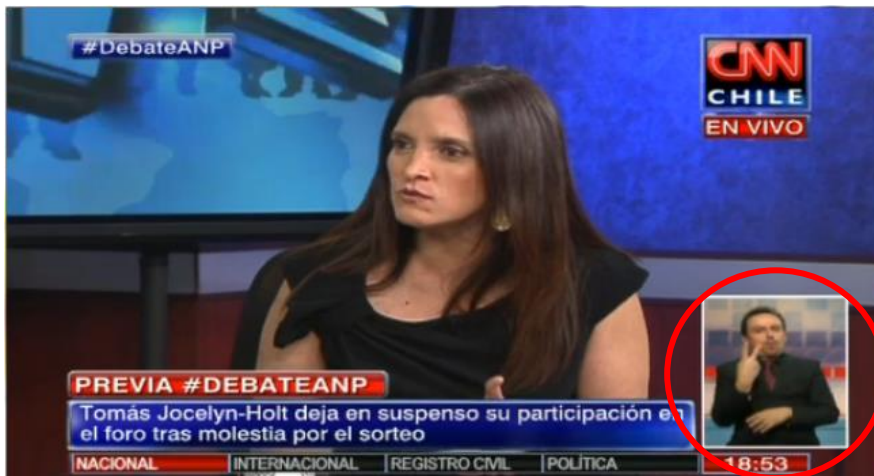 #DebateANP
CNN
CHILE
EN VIVO
PREVIA #DEBATEANP
Tomás Jocelyn-Holt deja en suspenso su participación en
el foro tras molestia por el sorteo
NACIONAL INTERNACIONAL REGISTRO CIVIL POLÍTICA 18:53